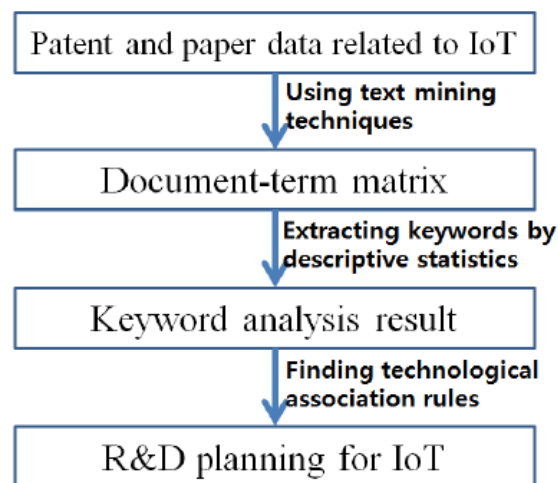 Patent and paper data related to IoT
Using text mining
techniques
Document-term matrix
Extracting keywords by
descriptive statistics
Keyword analysis result
Finding technological
association rules
R&D planning for IoT